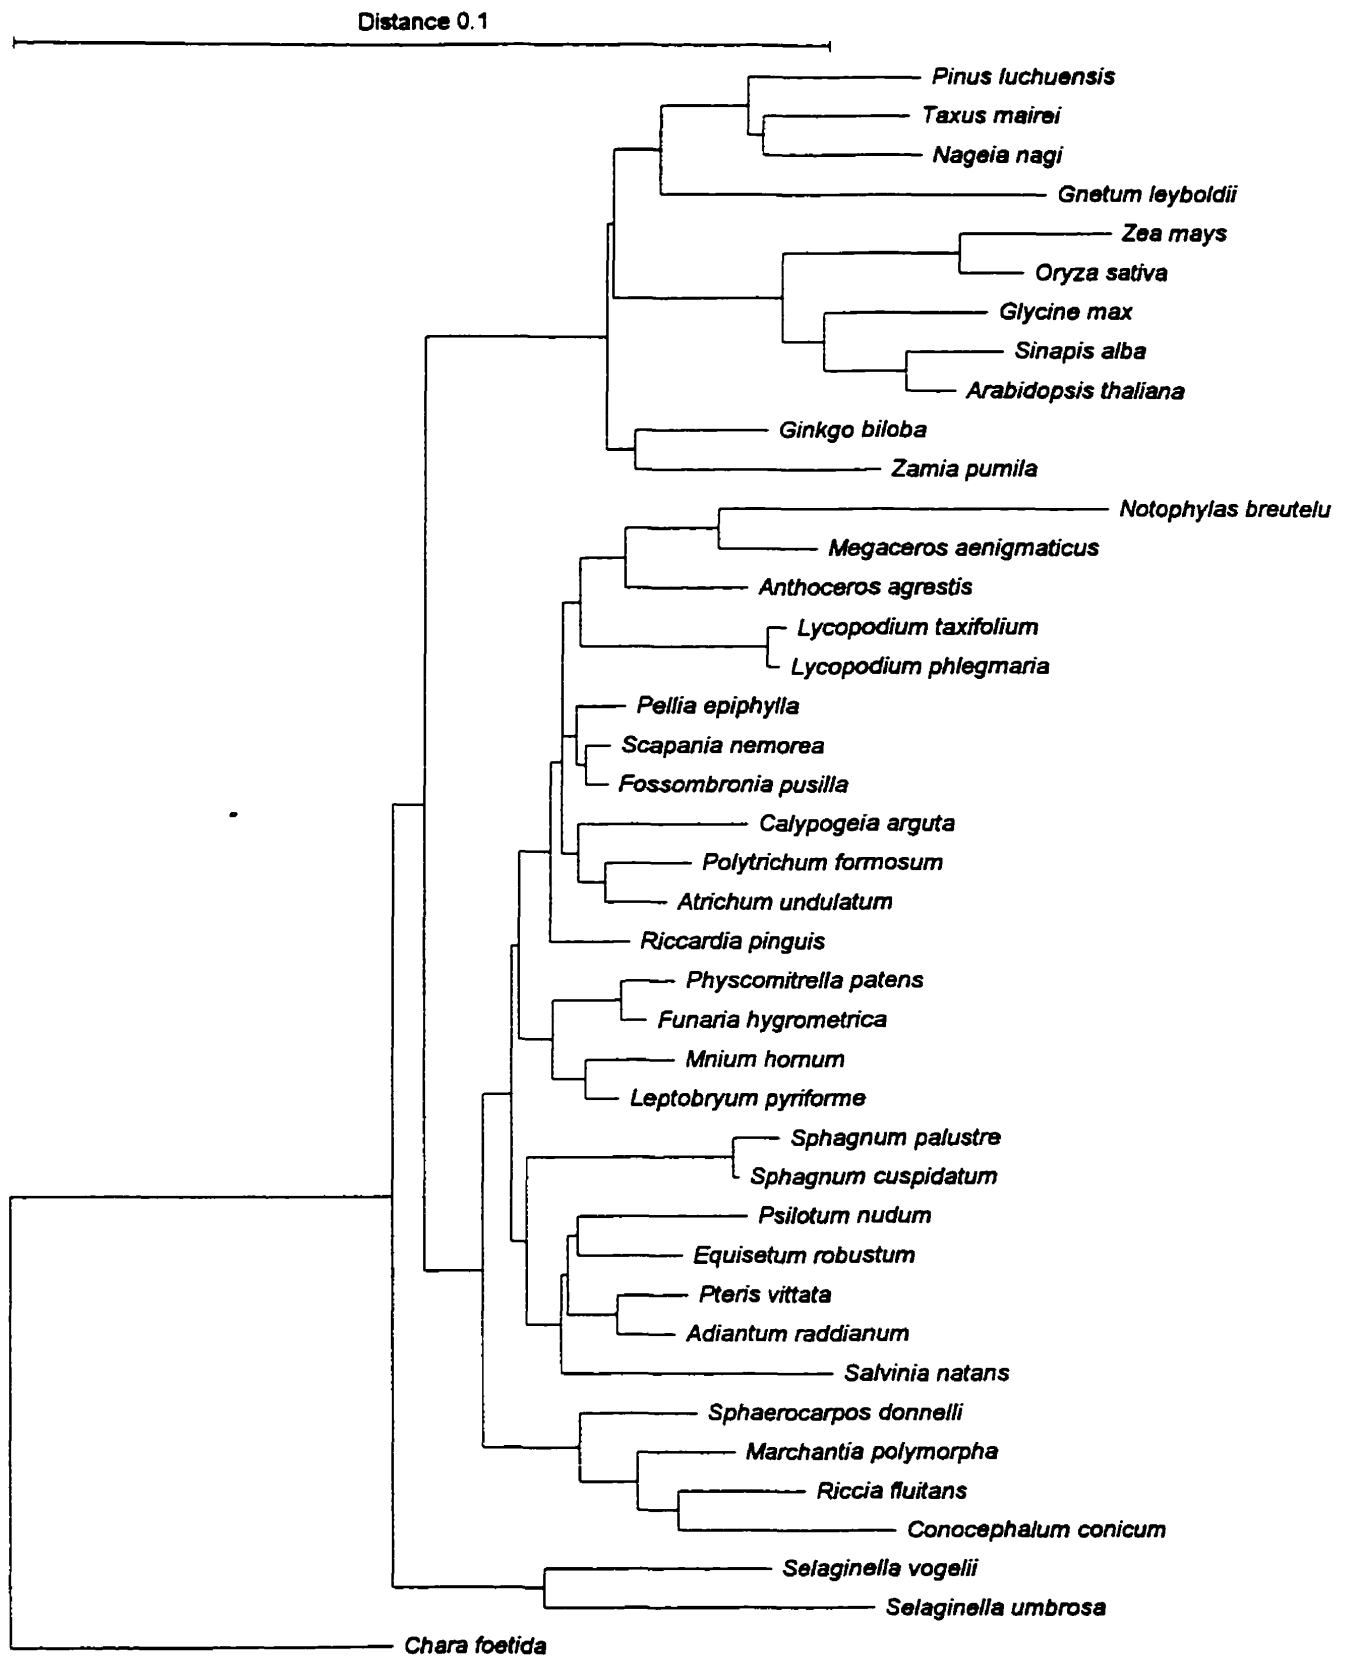 Distance 0.1
Pinus luchuensis
Taxus mairei
Nageia nagi
Gnetum leyboldii
Zea mays
Oryza sativa
Glycine max
Sinapis alba
Arabidopsis thaliana
Ginkgo biloba
Zamia pumila
Notophylas breutelu
Megaceros aenigmaticus
Anthoceros agrestis
Lycopodium taxifolium
Lycopodium phlegmaria
Pellia epiphylla
Scapania nemorea
Fossombronia pusilla
Calypogeia arguta
Polytrichum formosum
Atrichum undulatum
Riccardia pinguis
Physcomitrella patens
Funaria hygrometrica
Mnium hornum
Leptobryum pyriforme
Sphagnum palustre
Sphagnum cuspidatum
Psilotum nudum
Equisetum robustum
Pteris vittata
Adiantum raddianum
Salvinia natans
Sphaerocarpos donnelli
Marchantia polymorpha
Riccia fluitans
Conocephalum conicum
Selaginella vogelii
Selaginella umbrosa
Chara foetida